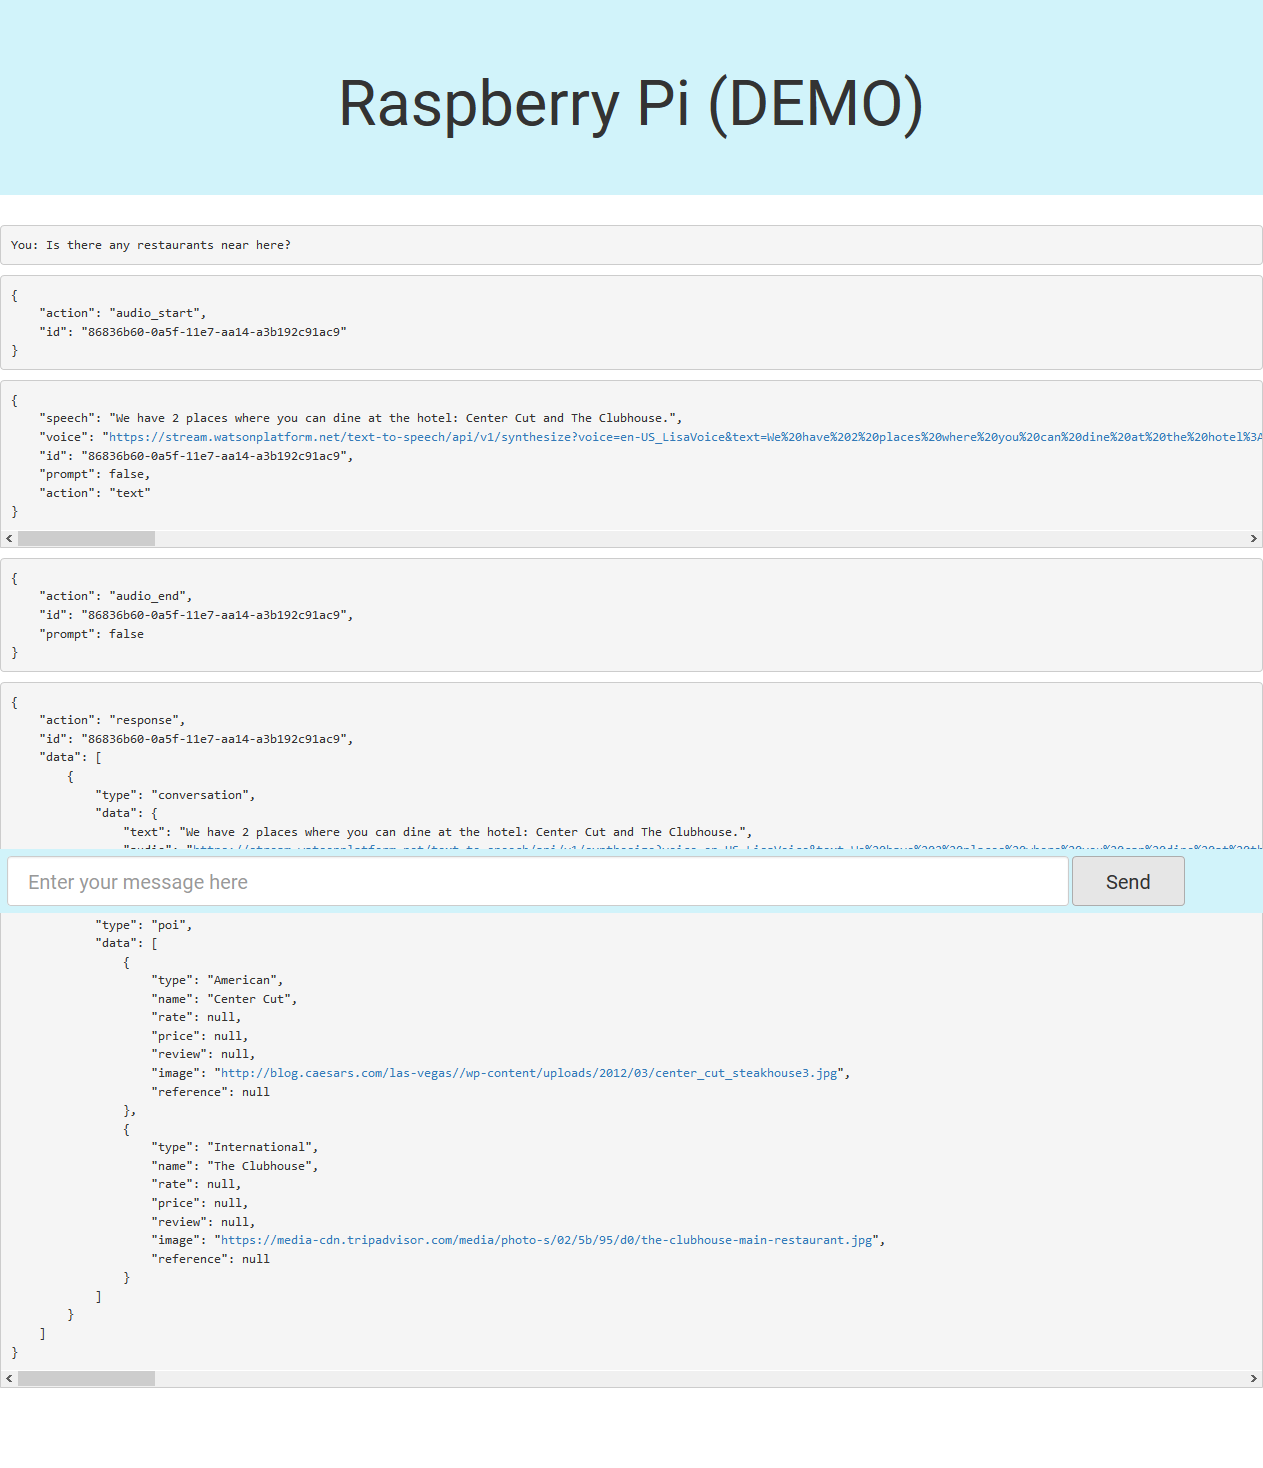 Raspberry Pi (DEMO)
You: Is there any restaurants near here?
{
    "action": "audio_start",
    "id": "86836b60-0a5f-11e7-aa14-a3b192c91ac9"
}
{
    "speech": "We have 2 places where you can dine at the hotel: Center Cut and The Clubhouse.",
    "voice": "https://stream.watsonplatform.net/text-to-speech/api/v1/synthesize?voice=en-US_LisaVoice&text=We%20have%202%20places%20where%20you%20can%20dine%20at%20the%20hotel%3A
    "id": "86836b60-0a5f-11e7-aa14-a3b192c91ac9",
    "prompt": false,
    "action": "text"
}
{
    "action": "audio_end",
    "id": "86836b60-0a5f-11e7-aa14-a3b192c91ac9",
    "prompt": false
}
{
    "action": "response",
    "id": "86836b60-0a5f-11e7-aa14-a3b192c91ac9",
    "data": [
        {
            "type": "conversation",
            "data": {
                "text": "We have 2 places where you can dine at the hotel: Center Cut and The Clubhouse.",
Enter your message here
Send
            "type": "poi",
            "data": [
                {
                    "type": "American",
                    "name": "Center Cut",
                    "rate": null,
                    "price": null,
                    "review": null,
                    "image": "http://blog.caesars.com/las-vegas//wp-content/uploads/2012/03/center_cut_steakhouse3.jpg",
                    "reference": null
                },
                {
                    "type": "International",
                    "name": "The Clubhouse",
                    "rate": null,
                    "price": null,
                    "review": null,
                    "image": "https://media-cdn.tripadvisor.com/media/photo-s/02/5b/95/d0/the-clubhouse-main-restaurant.jpg",
                    "reference": null
                }
            ]
        }
    ]
}